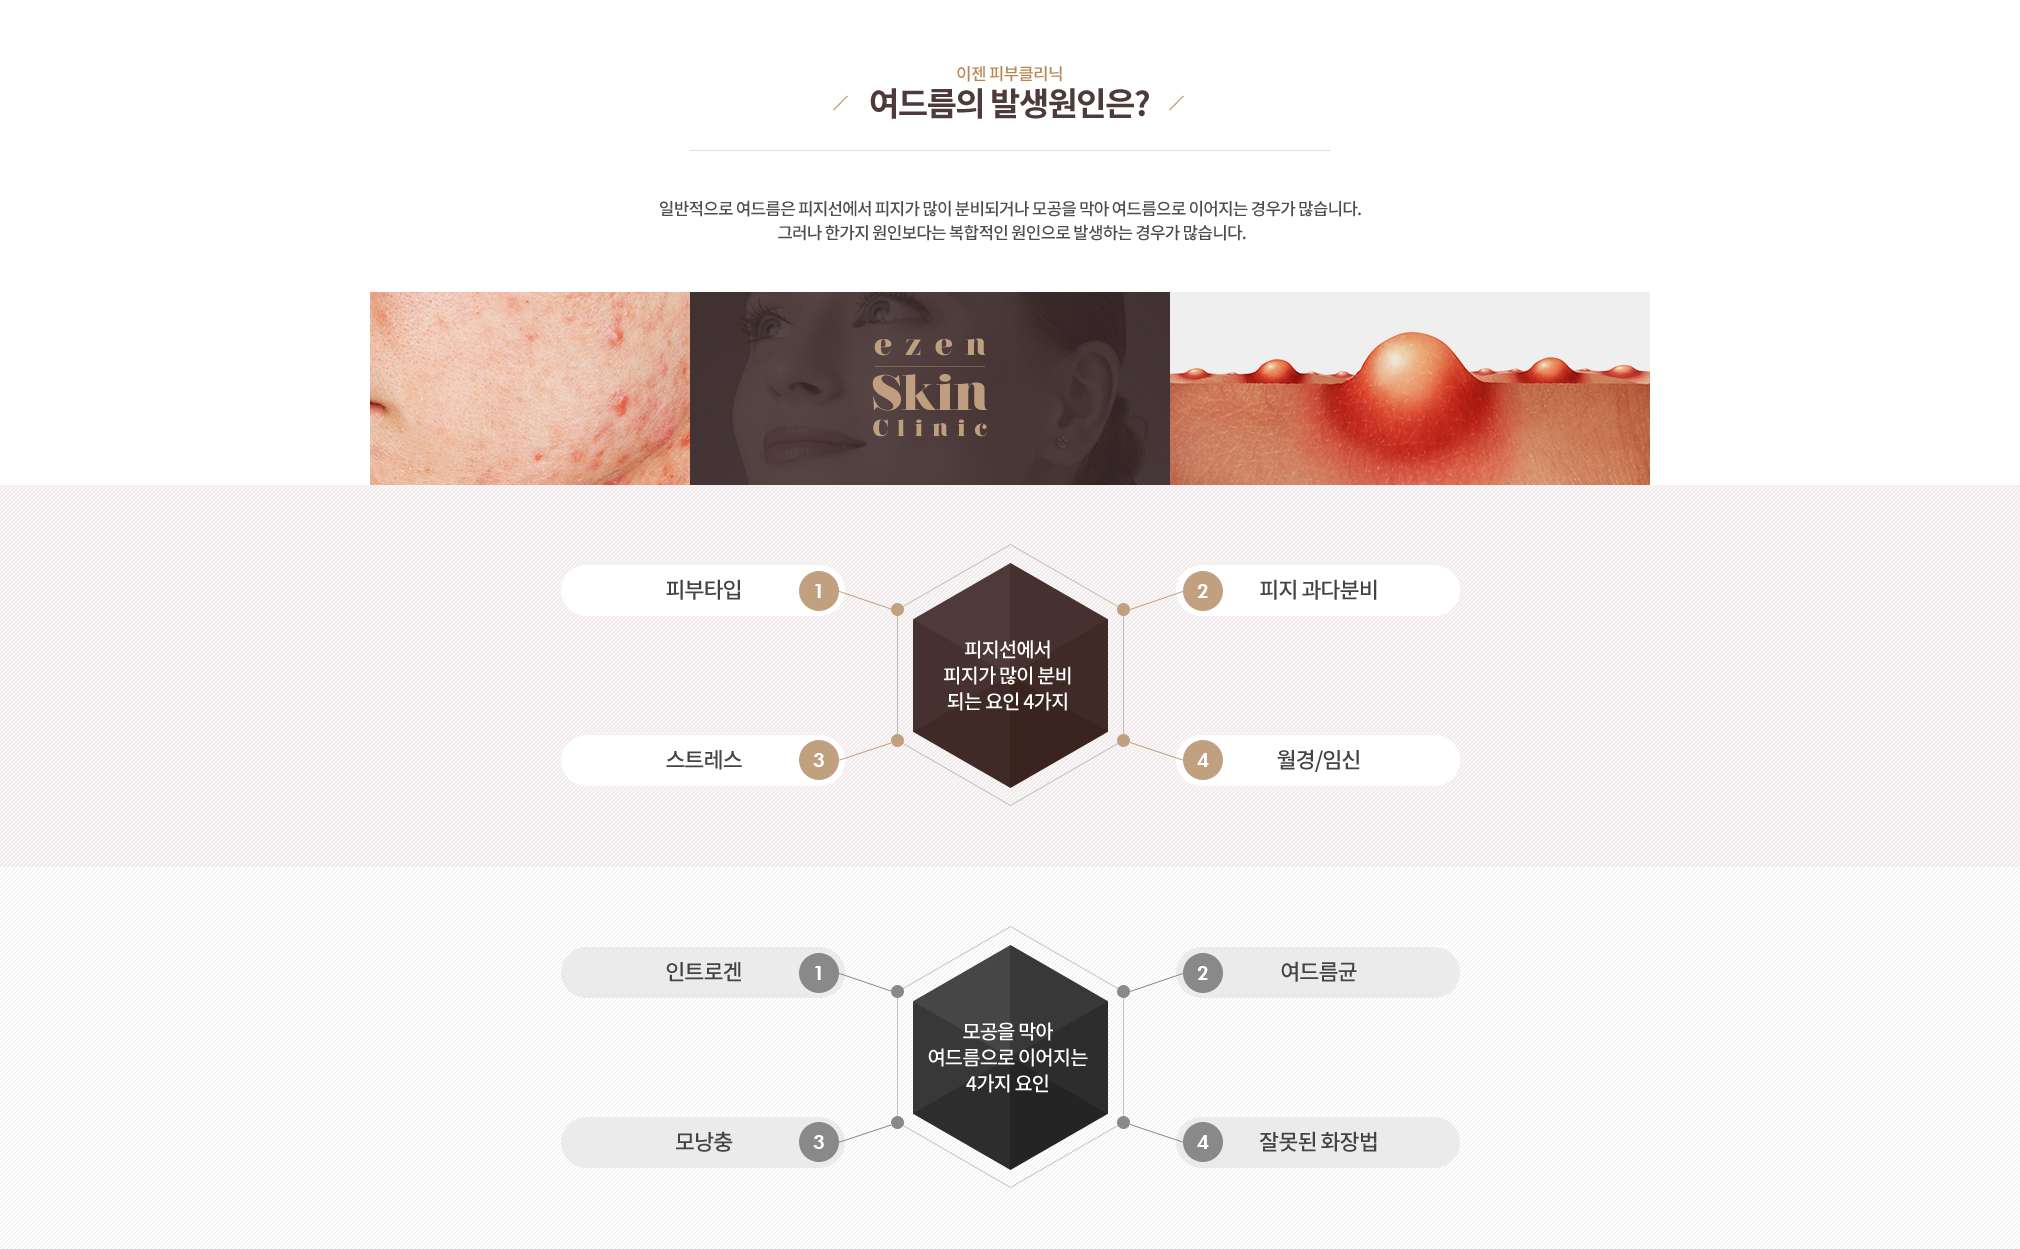 이젠 피부클리닉
여드름의 발생원인은?
일반적으로 여드름은 피지선에서 피지가 많이 분비되거나 모공을 막아 여드름으로 이어지는 경우가 많습니다.
그러나 한가지 원인보다는 복합적인 원인으로 발생하는 경우가 많습니다.
ezen
Skin
Clinic
피부타입 1
2 피지 과다분비
피지선에서
피지가 많이 분비
되는 요인 4가지
스트레스 3
4 월경/임신
인트로겐 1
2 여드름균
모공을 막아
여드름으로 이어지는
4가지 요인
모낭충 3
4 잘못된 화장법